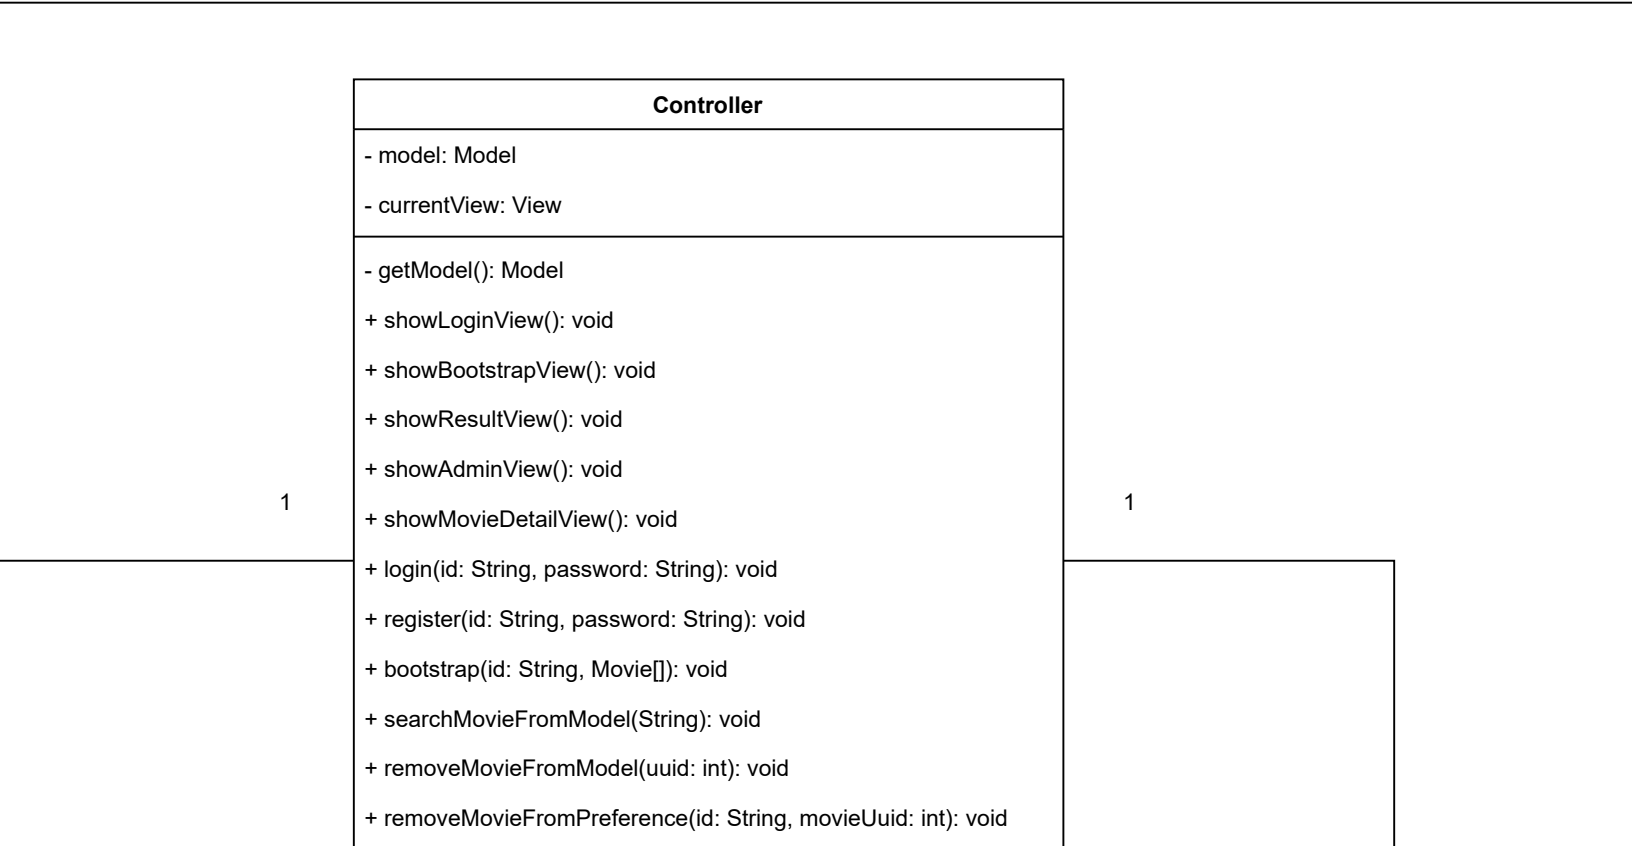 Controller
- model: Model
- currentView: View
- getModel(): Model
+ showLoginView(): void
+ showBootstrapView(): void
+ showResultView(): void
+ showAdminView(): void
1
1
+ showMovieDetailView(): void
+ login(id: String, password: String): void
+ register(id: String, password: String): void
+ bootstrap(id: String, Movie[]): void
+ searchMovieFromModel(String): void
+ removeMovieFromModel(uuid: int): void
+ removeMovieFromPreference(id: String, movieUuid: int): void